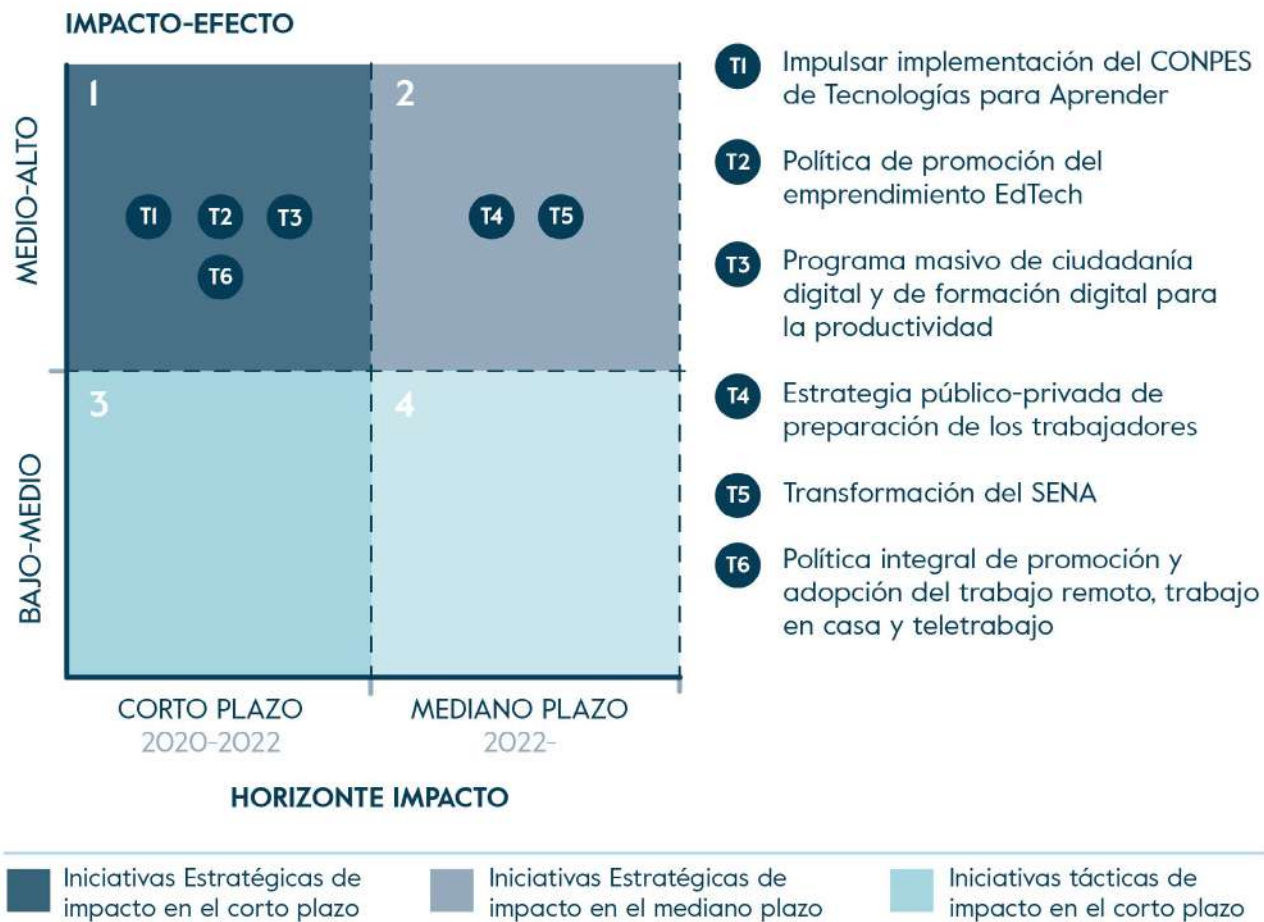 IMPACTO-EFECTO
MEDIO-ALTO
BAJO-MEDIO
1
2
T1
T2
T3
T6
T4
T5
3
4
CORTO PLAZO
2020-2022
MEDIANO PLAZO
2022-
HORIZONTE IMPACTO
T1
Impulsar implementación del CONPES
de Tecnologías para Aprender
T2
Política de promoción del
emprendimiento EdTech
T3
Programa masivo de ciudadanía
digital y de formación digital para
la productividad
T4
Estrategia público-privada de
preparación de los trabajadores
T5
Transformación del SENA
T6
Política integral de promoción y
adopción del trabajo remoto, trabajo
en casa y teletrabajo
Iniciativas Estratégicas de
impacto en el corto plazo
Iniciativas Estratégicas de
impacto en el mediano plazo
Iniciativas tácticas de
impacto en el corto plazo